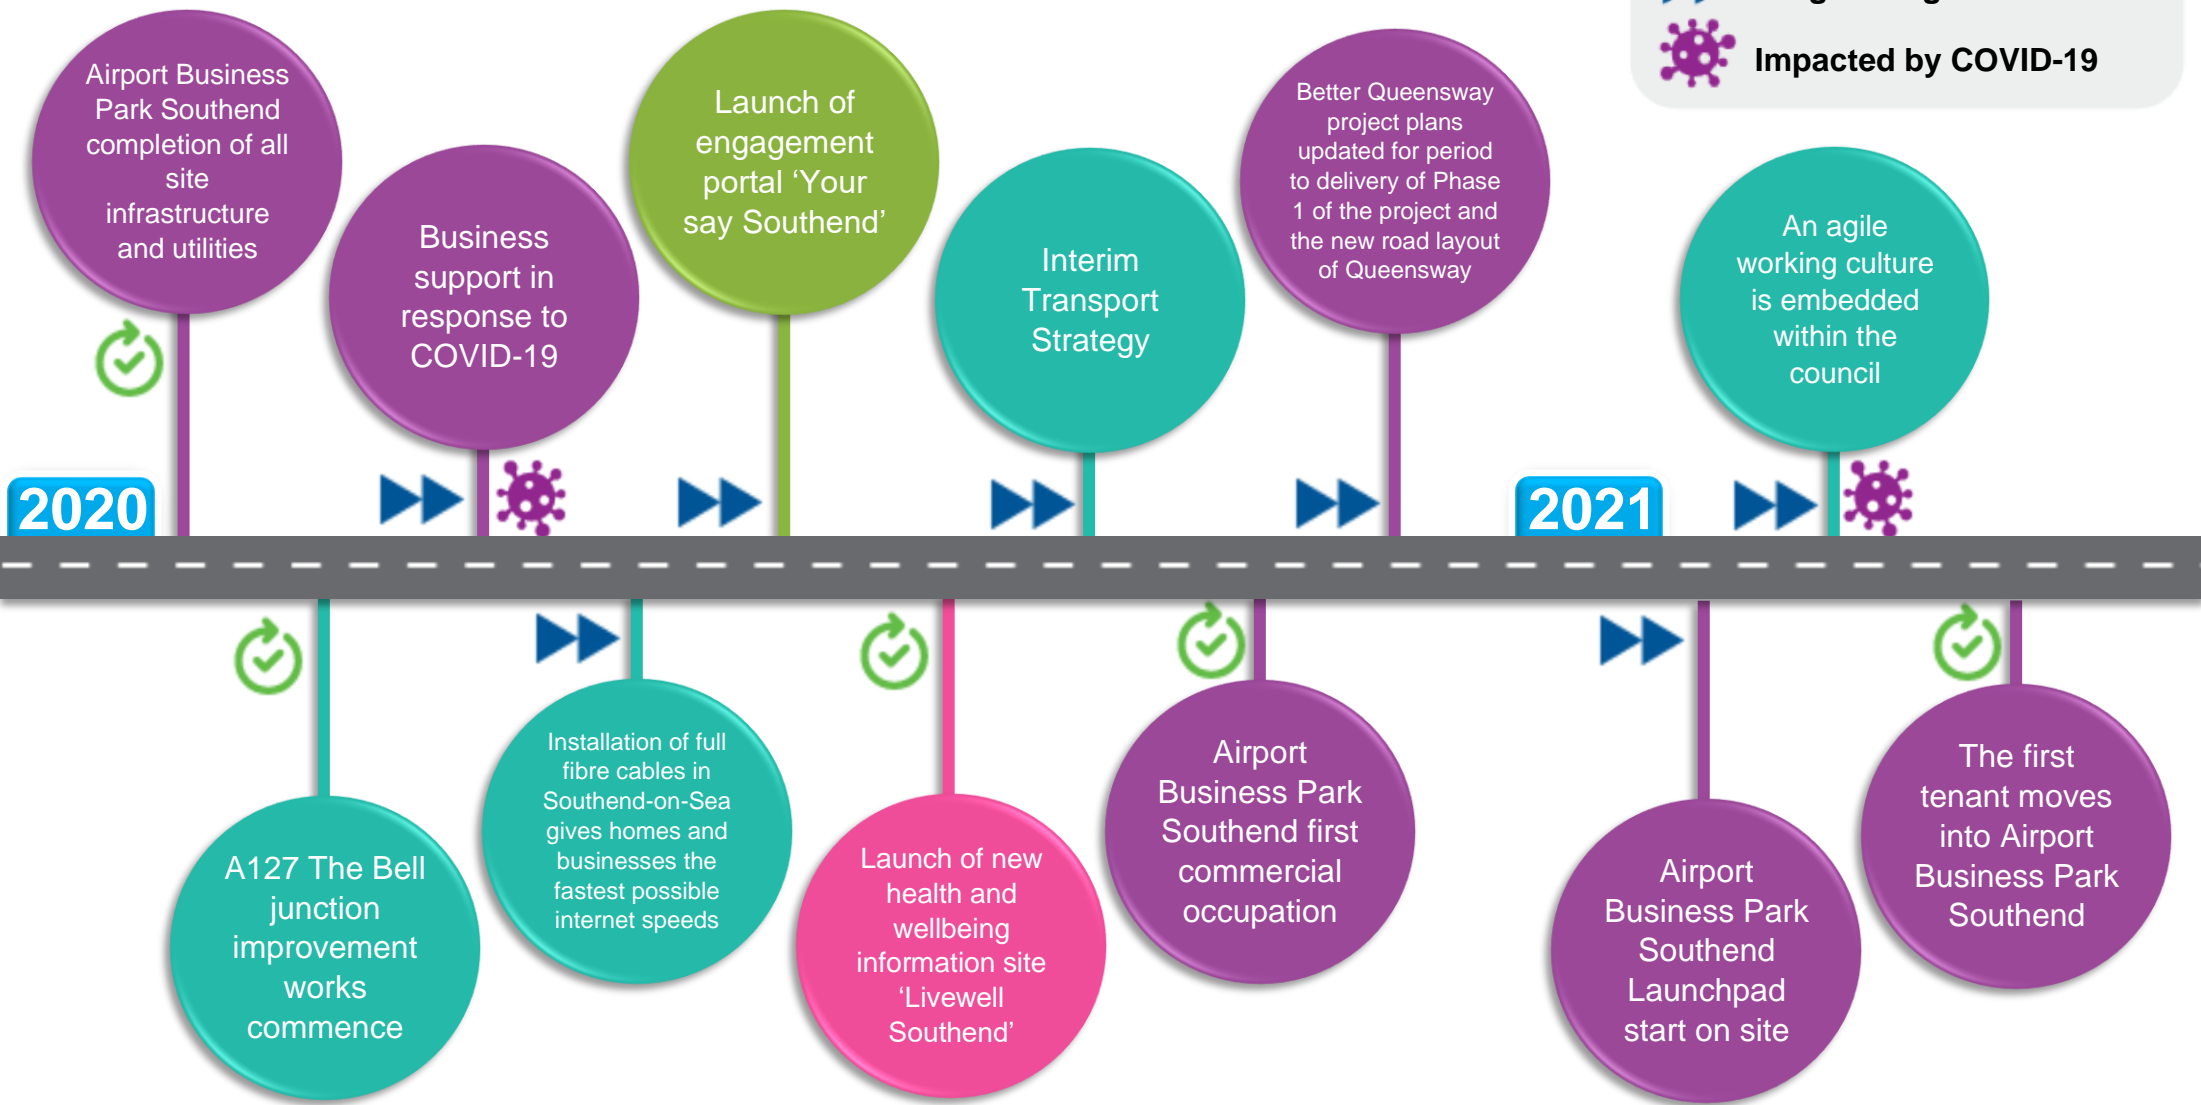 Impacted by COVID-19
Airport Business
Park Southend
completion of all
site
infrastructure
and utilities
Business
support in
response to
COVID-19
Launch of
engagement
portal ‘Your
say Southend’
Interim
Transport
Strategy
Better Queensway
project plans
updated for period
to delivery of Phase
1 of the project and
the new road layout
of Queensway
An agile
working culture
is embedded
within the
council
2020
2021
A127 The Bell
junction
improvement
works
commence
Installation of full
fibre cables in
Southend-on-Sea
gives homes and
businesses the
fastest possible
internet speeds
Launch of new
health and
wellbeing
information site
‘Livewell
Southend’
Airport
Business Park
Southend first
commercial
occupation
Airport
Business Park
Southend
Launchpad
start on site
The first
tenant moves
into Airport
Business Park
Southend